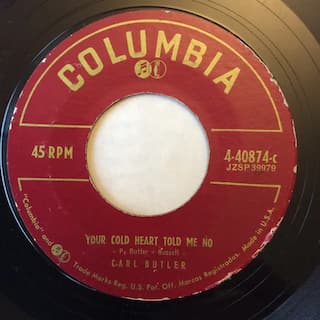 COLUMBIA
45 RPM
4-40874-c
JZSP 39979
YOUR COLD HEART TOLD ME NO
- P. Butler - Russell -
CARL BUTLER
"Columbia" and Trade Marks Reg. U.S. Pat. Off. Marcas Registradas Made in U.S.A.